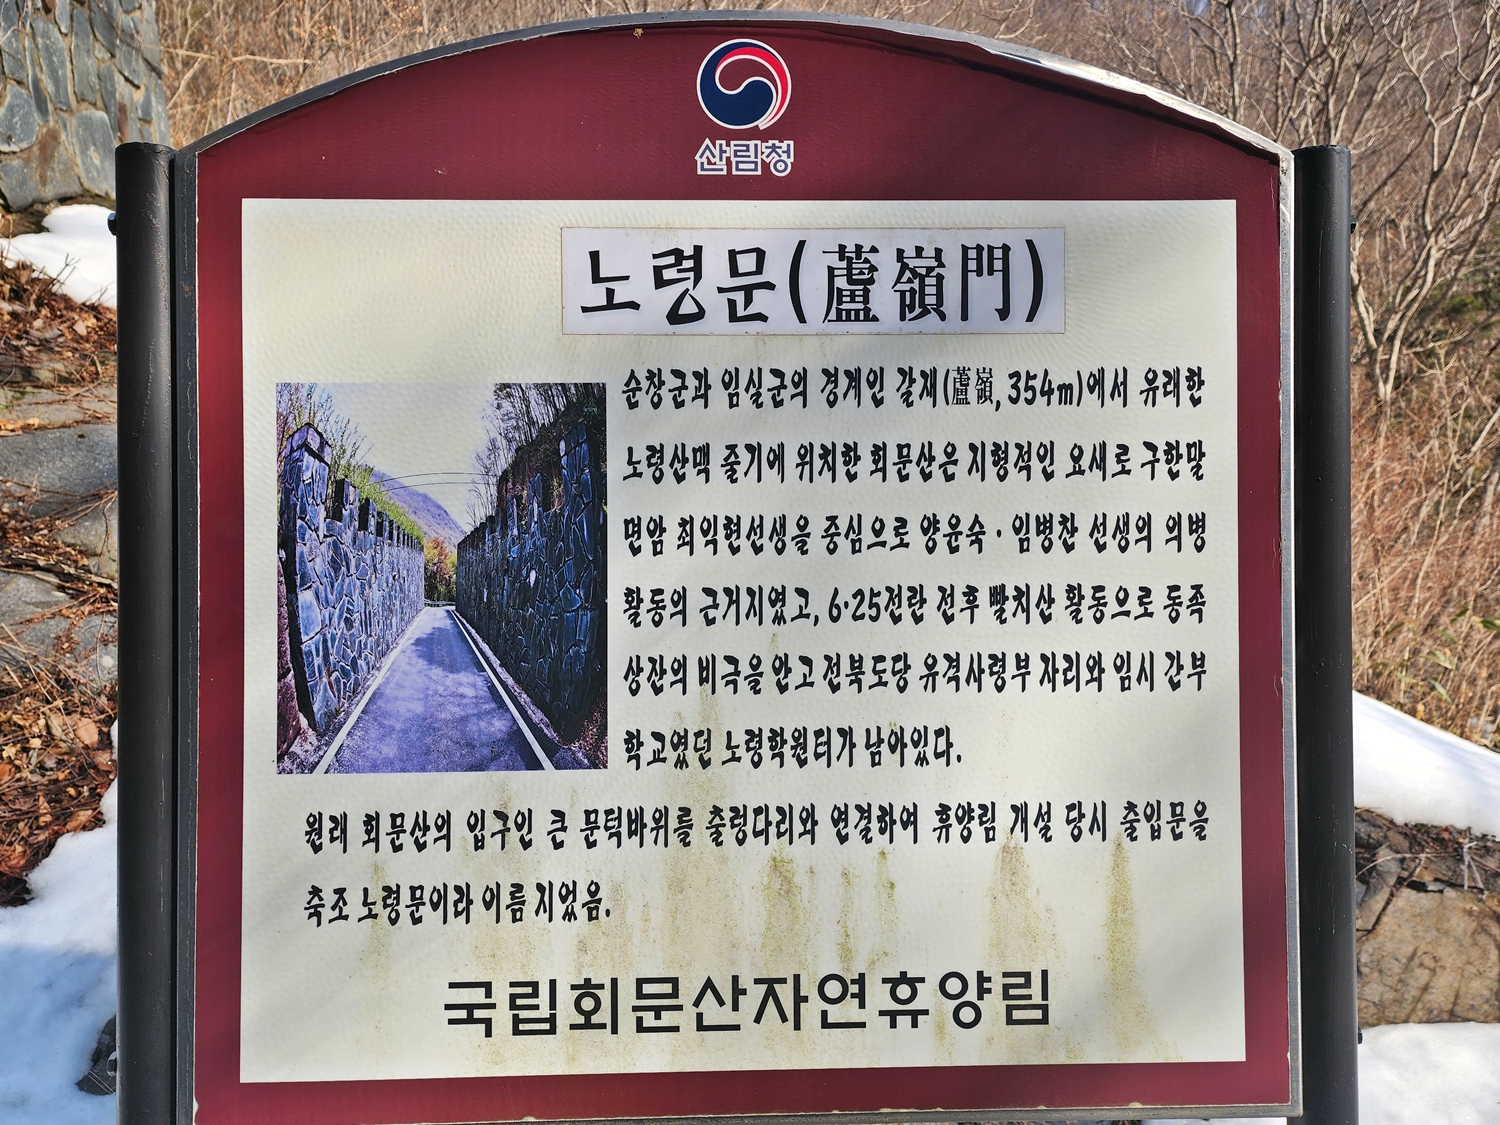 산림청
노령문(蘆嶺門)
순창군과 임실군의 경계인 갈재(蘆嶺, 354m)에서 유래한
노령산맥 줄기에 위치한 회문산은 지형적인 요새로 구한말
면암 최익현선생을 중심으로 양윤숙·임병찬 선생의 의병
활동의 근거지였고, 6·25전란 전후 빨치산 활동으로 동족
상잔의 비극을 안고 전북도당 유격사령부 자리와 임시 간부
학교였던 노령학원터가 남아있다.
원래 회문산의 입구인 큰 문턱바위를 출렁다리와 연결하여 휴양림 개설 당시 출입문을
축조 노령문이라 이름 지었음.
국립회문산자연휴양림